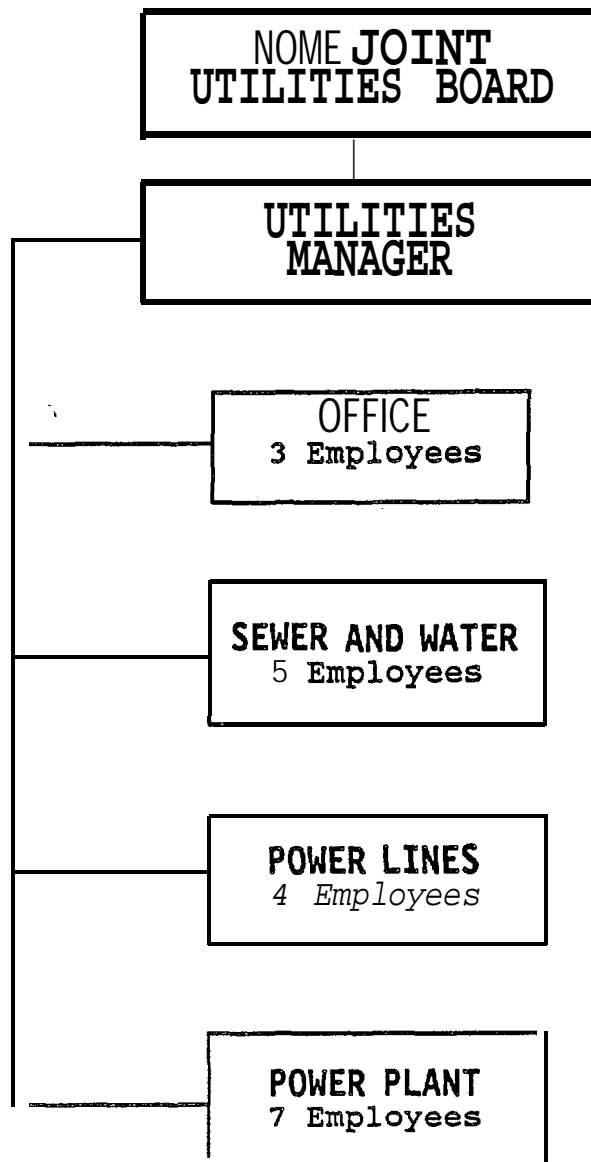 NOME JOINT
UTILITIES BOARD
UTILITIES
MANAGER
OFFICE
3 Employees
SEWER AND WATER
5 Employees
POWER LINES
4 Employees
POWER PLANT
7 Employees